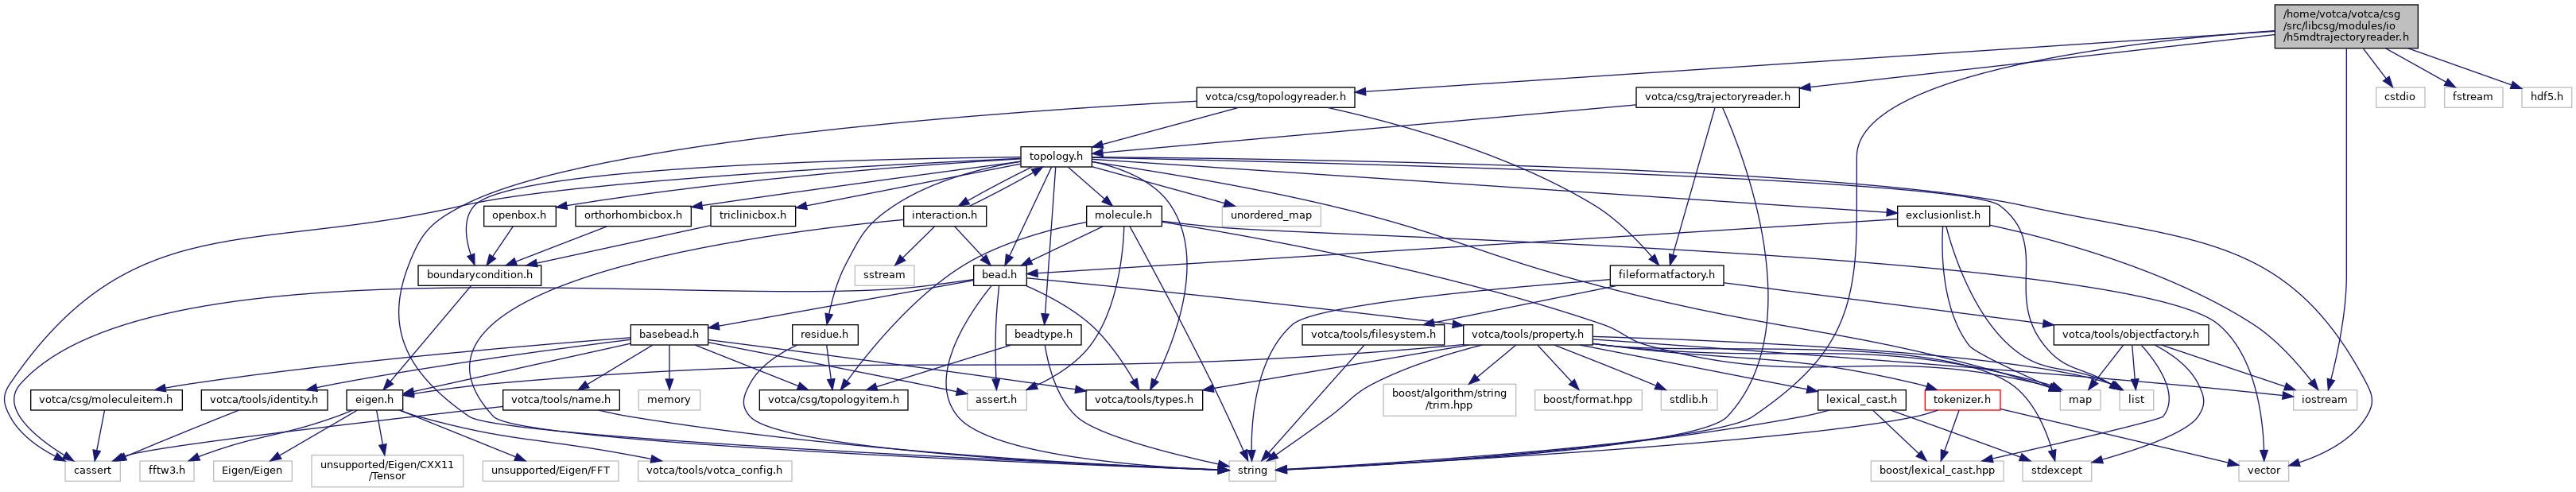 /home/votca/votca/csg
/src/libcsg/modules/io
/h5mdtrajectoryreader.h
votca/csg/topologyreader.h
votca/csg/trajectoryreader.h
cstdio
fstream
hdf5.h
topology.h
openbox.h
orthorhombicbox.h
triclinicbox.h
interaction.h
molecule.h
unordered_map
exclusionlist.h
boundarycondition.h
sstream
bead.h
fileformatfactory.h
basebead.h
residue.h
beadtype.h
votca/tools/filesystem.h
votca/tools/property.h
votca/tools/objectfactory.h
votca/csg/moleculeitem.h
votca/tools/identity.h
eigen.h
votca/tools/name.h
memory
votca/csg/topologyitem.h
assert.h
votca/tools/types.h
boost/algorithm/string
/trim.hpp
boost/format.hpp
stdlib.h
lexical_cast.h
tokenizer.h
map
list
iostream
cassert
fftw3.h
Eigen/Eigen
unsupported/Eigen/CXX11
/Tensor
unsupported/Eigen/FFT
votca/tools/votca_config.h
string
boost/lexical_cast.hpp
stdexcept
vector